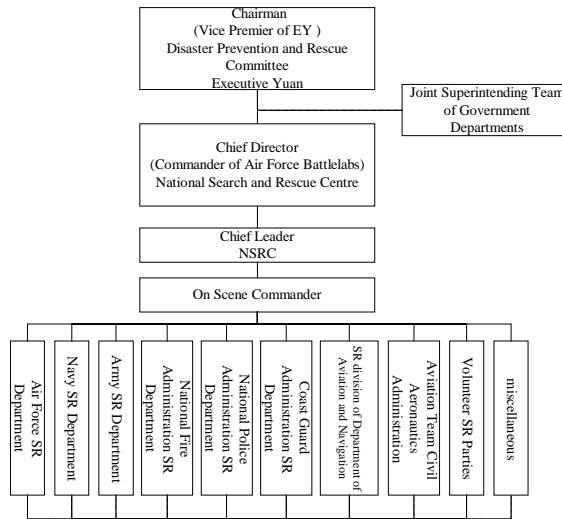 Chairman
(Vice Premier of EY )
Disaster Prevention and Rescue
Committee
Executive Yuan
Joint Superintending Team
of Government
Departments
Chief Director
(Commander of Air Force Battlelabs)
National Search and Rescue Centre
Chief Leader
NSRC
On Scene Commander
Air Force SR
Department
Navy SR Department
Army SR Department
National Fire
Administration SR
Department
National Police
Administration SR
Department
Coast Guard
Administration SR
Department
SR division of Department of
Aviation and Navigation
Aviation Team Civil
Aeronautics
Administration
Volunteer SR Parties
miscellaneous